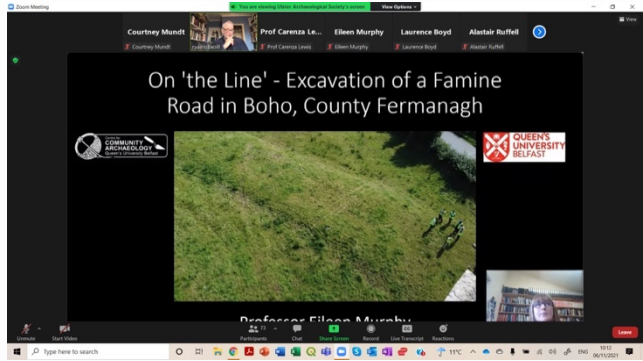 Zoom Meeting
You are viewing Ulster Archaeological Society's screen
View Options
View
Courtney Mundt
Prof Carenza Le...
Eileen Murphy
Laurence Boyd
Alastair Ruffell
Courtney Mundt
Prof Carenza Lewis
Eileen Murphy
Laurence Boyd
Alastair Ruffell
On 'the Line' - Excavation of a Famine
Road in Boho, County Fermanagh
Centre for
COMMUNITY
ARCHAEOLOGY
Queen's University Belfast
QUEEN'S
UNIVERSITY
BELFAST
Professor Eileen Murphy
Unmute
Start Video
Participants
73
Chat
Share Screen
Record
Live Transcript
Reactions
Leave
Type here to search
11°C
ENG
10:12
06/11/2021